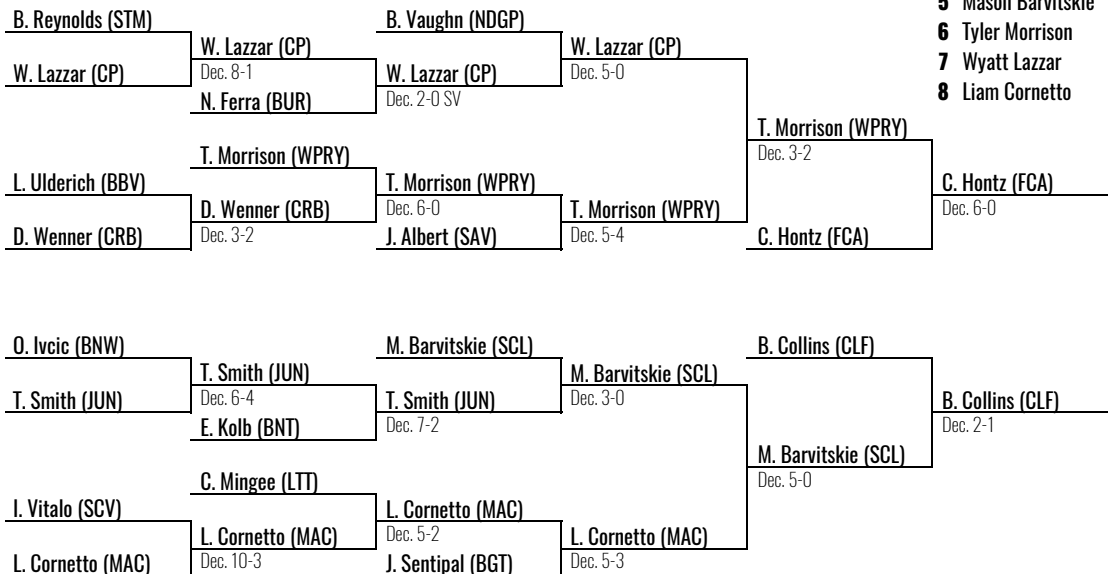 5 Mason Barvitskie
6 Tyler Morrison
7 Wyatt Lazzar
8 Liam Cornetto
B. Reynolds (STM)
W. Lazzar (CP)
W. Lazzar (CP)
Dec. 8-1
N. Ferra (BUR)
B. Vaughn (NDGP)
W. Lazzar (CP)
Dec. 2-0 SV
W. Lazzar (CP)
Dec. 5-0
L. Ulderich (BBV)
D. Wenner (CRB)
T. Morrison (WPRY)
D. Wenner (CRB)
Dec. 3-2
T. Morrison (WPRY)
Dec. 6-0
J. Albert (SAV)
T. Morrison (WPRY)
Dec. 5-4
T. Morrison (WPRY)
Dec. 3-2
C. Hontz (FCA)
C. Hontz (FCA)
Dec. 6-0
O. Ivcic (BNW)
T. Smith (JUN)
T. Smith (JUN)
Dec. 6-4
E. Kolb (BNT)
M. Barvitskie (SCL)
T. Smith (JUN)
Dec. 7-2
M. Barvitskie (SCL)
Dec. 3-0
I. Vitalo (SCV)
L. Cornetto (MAC)
C. Mingee (LTT)
L. Cornetto (MAC)
Dec. 10-3
L. Cornetto (MAC)
Dec. 5-2
J. Sentipal (BGT)
L. Cornetto (MAC)
Dec. 5-3
B. Collins (CLF)
M. Barvitskie (SCL)
Dec. 5-0
B. Collins (CLF)
Dec. 2-1